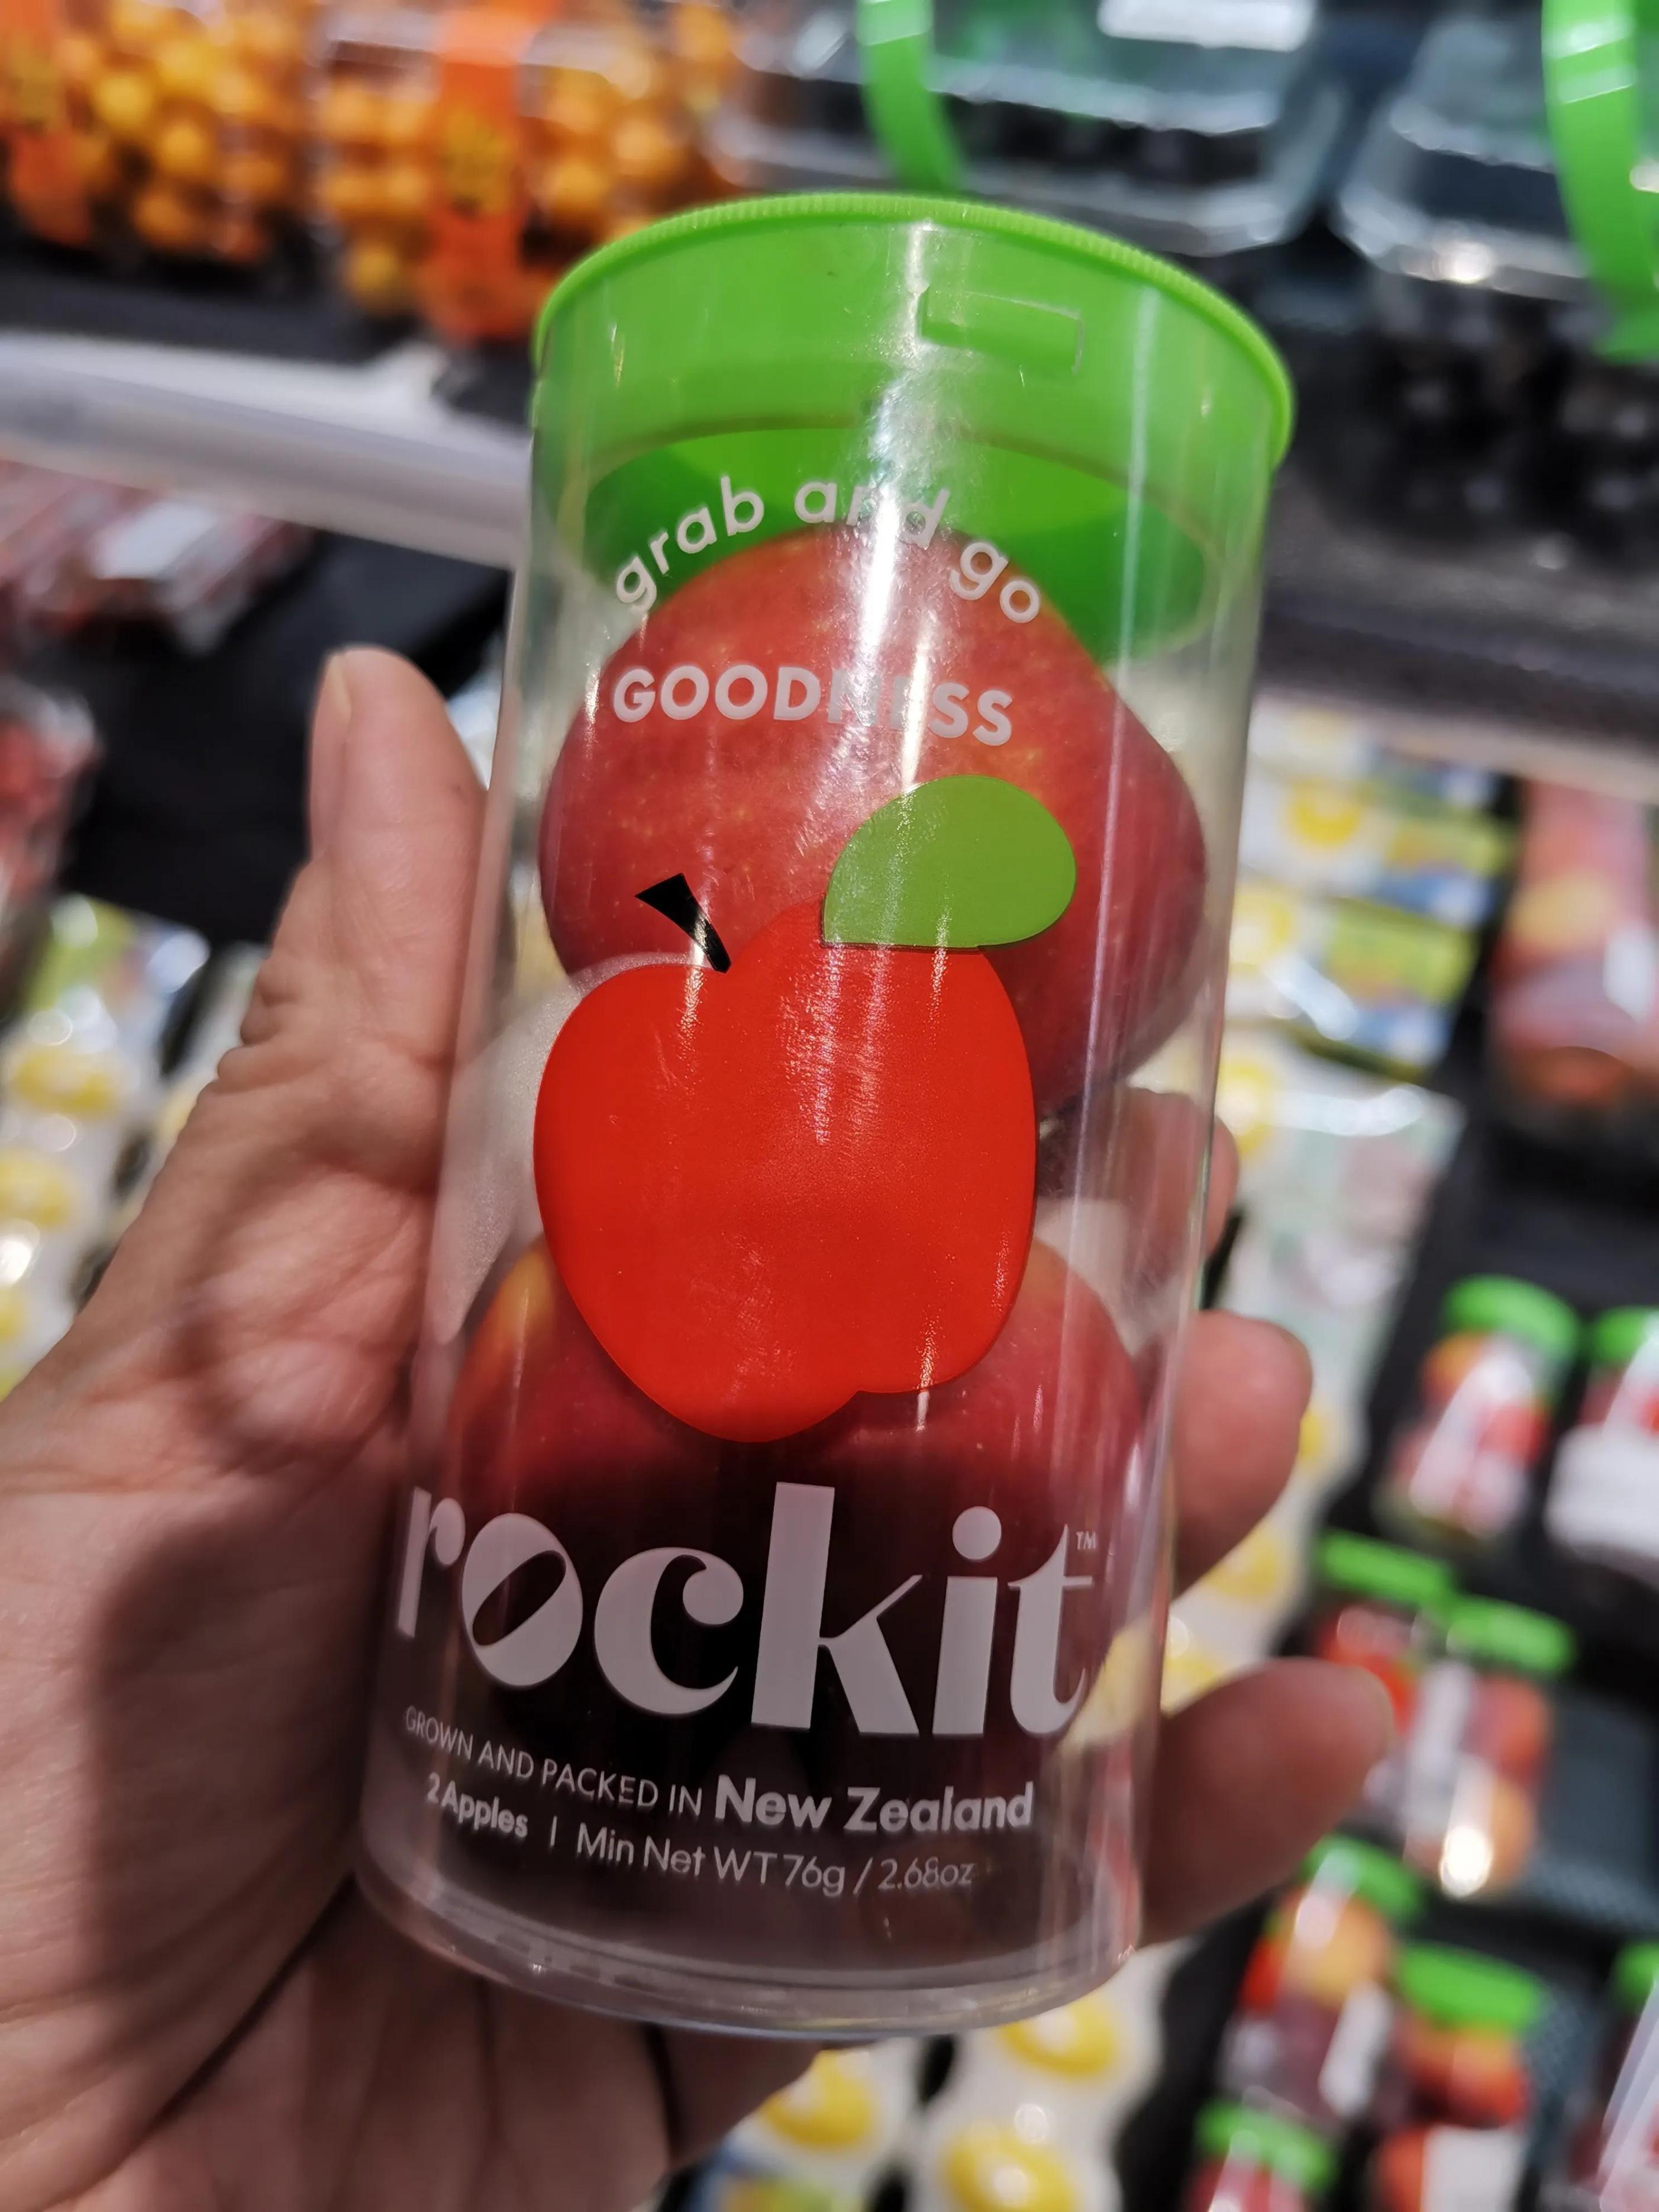 grab and go
GOODNESS
rockit™
GROWN AND PACKED IN New Zealand
2 Apples | Min Net WT 76g / 2.68oz